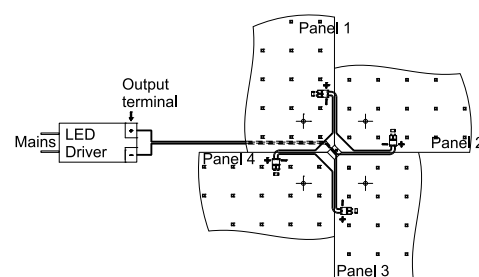 Panel 1
Output
terminal
+
+
LED
Driver
Mains
-
-
Panel 2
- +
Panel 4
+ -
-
+
Panel 3